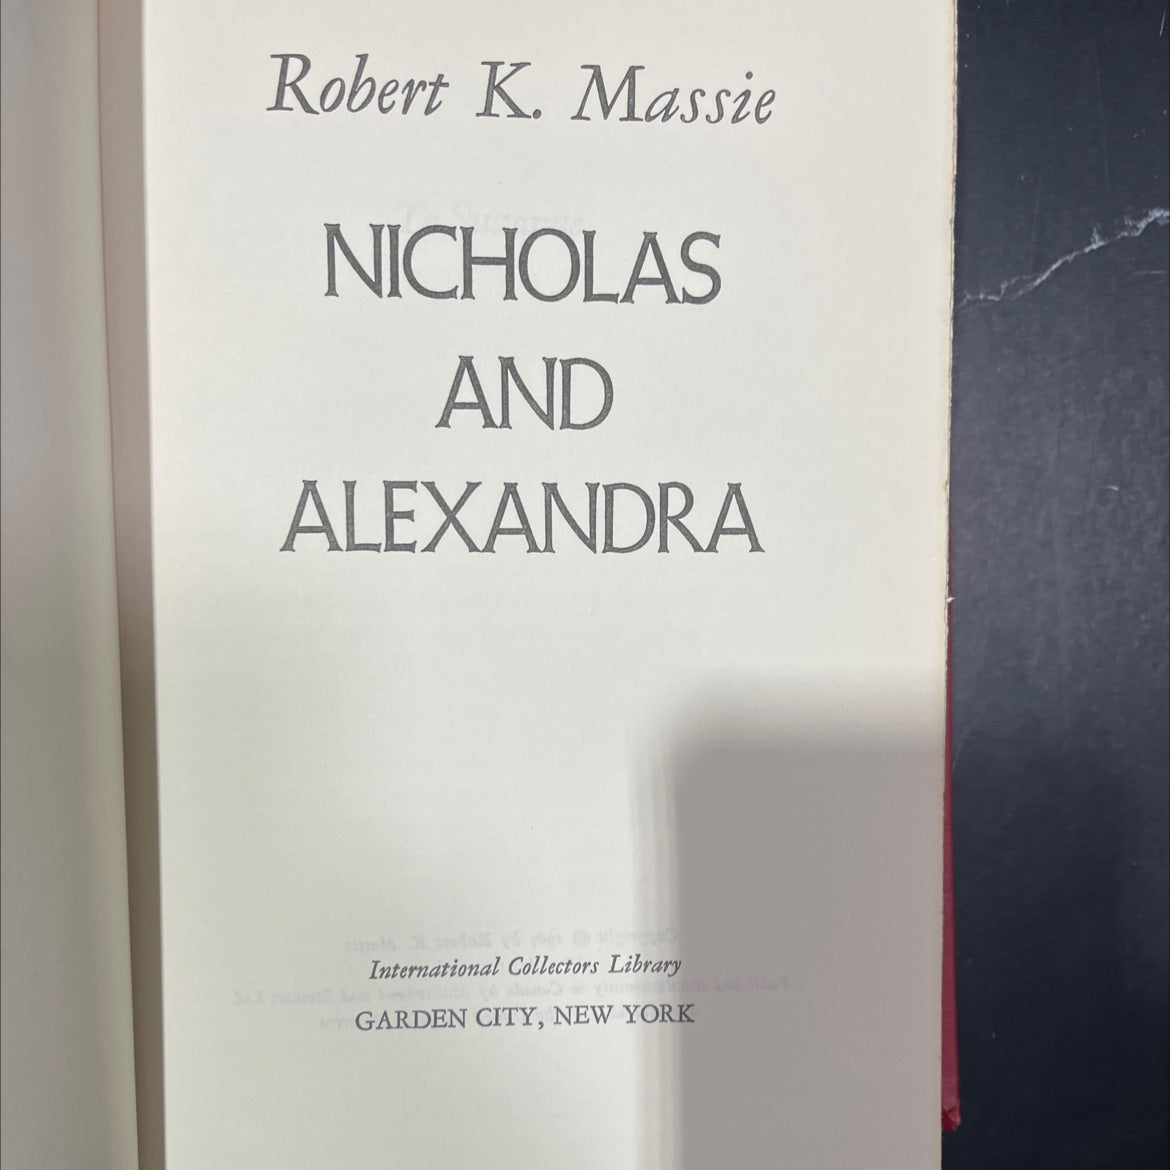 Robert K. Massie
NICHOLAS
AND
ALEXANDRA
International Collectors Library
GARDEN CITY, NEW YORK